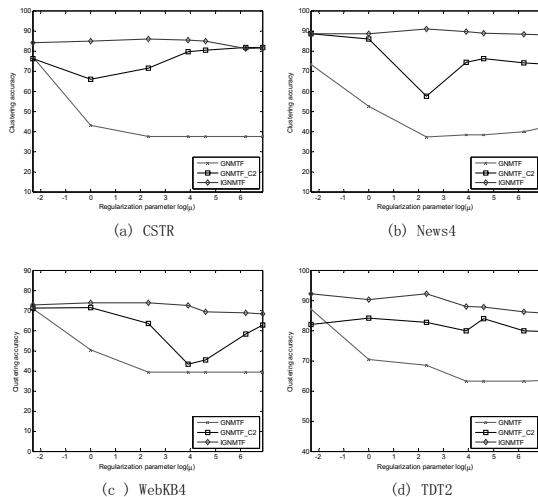 100
90
80
70
60
50
40
30
20
10
Clustering accuracy
-2 -1 0 1 2 3 4 5 6
Regularization parameter log(μ)
GNMTF
GNMTF_C2
IGNMTF
(a) CSTR
100
90
80
70
60
50
40
30
20
10
Clustering accuracy
-2 -1 0 1 2 3 4 5 6
Regularization parameter log(μ)
GNMTF
GNMTF_C2
IGNMTF
(b) News4
90
80
70
60
50
40
30
20
10
0
Clustering accuracy
-2 -1 0 1 2 3 4 5 6
Regularization parameter log(μ)
GNMTF
GNMTF_C2
IGNMTF
(c ) WebKB4
100
90
80
70
60
50
40
Clustering accuracy
-2 -1 0 1 2 3 4 5 6
Regularization parameter log(μ)
GNMTF
GNMTF_C2
IGNMTF
(d) TDT2